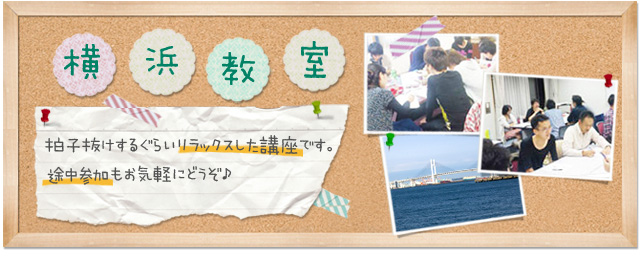 横浜教室
拍子抜けするぐらいリラックスした講座です。
途中参加もお気軽にどうぞ♪